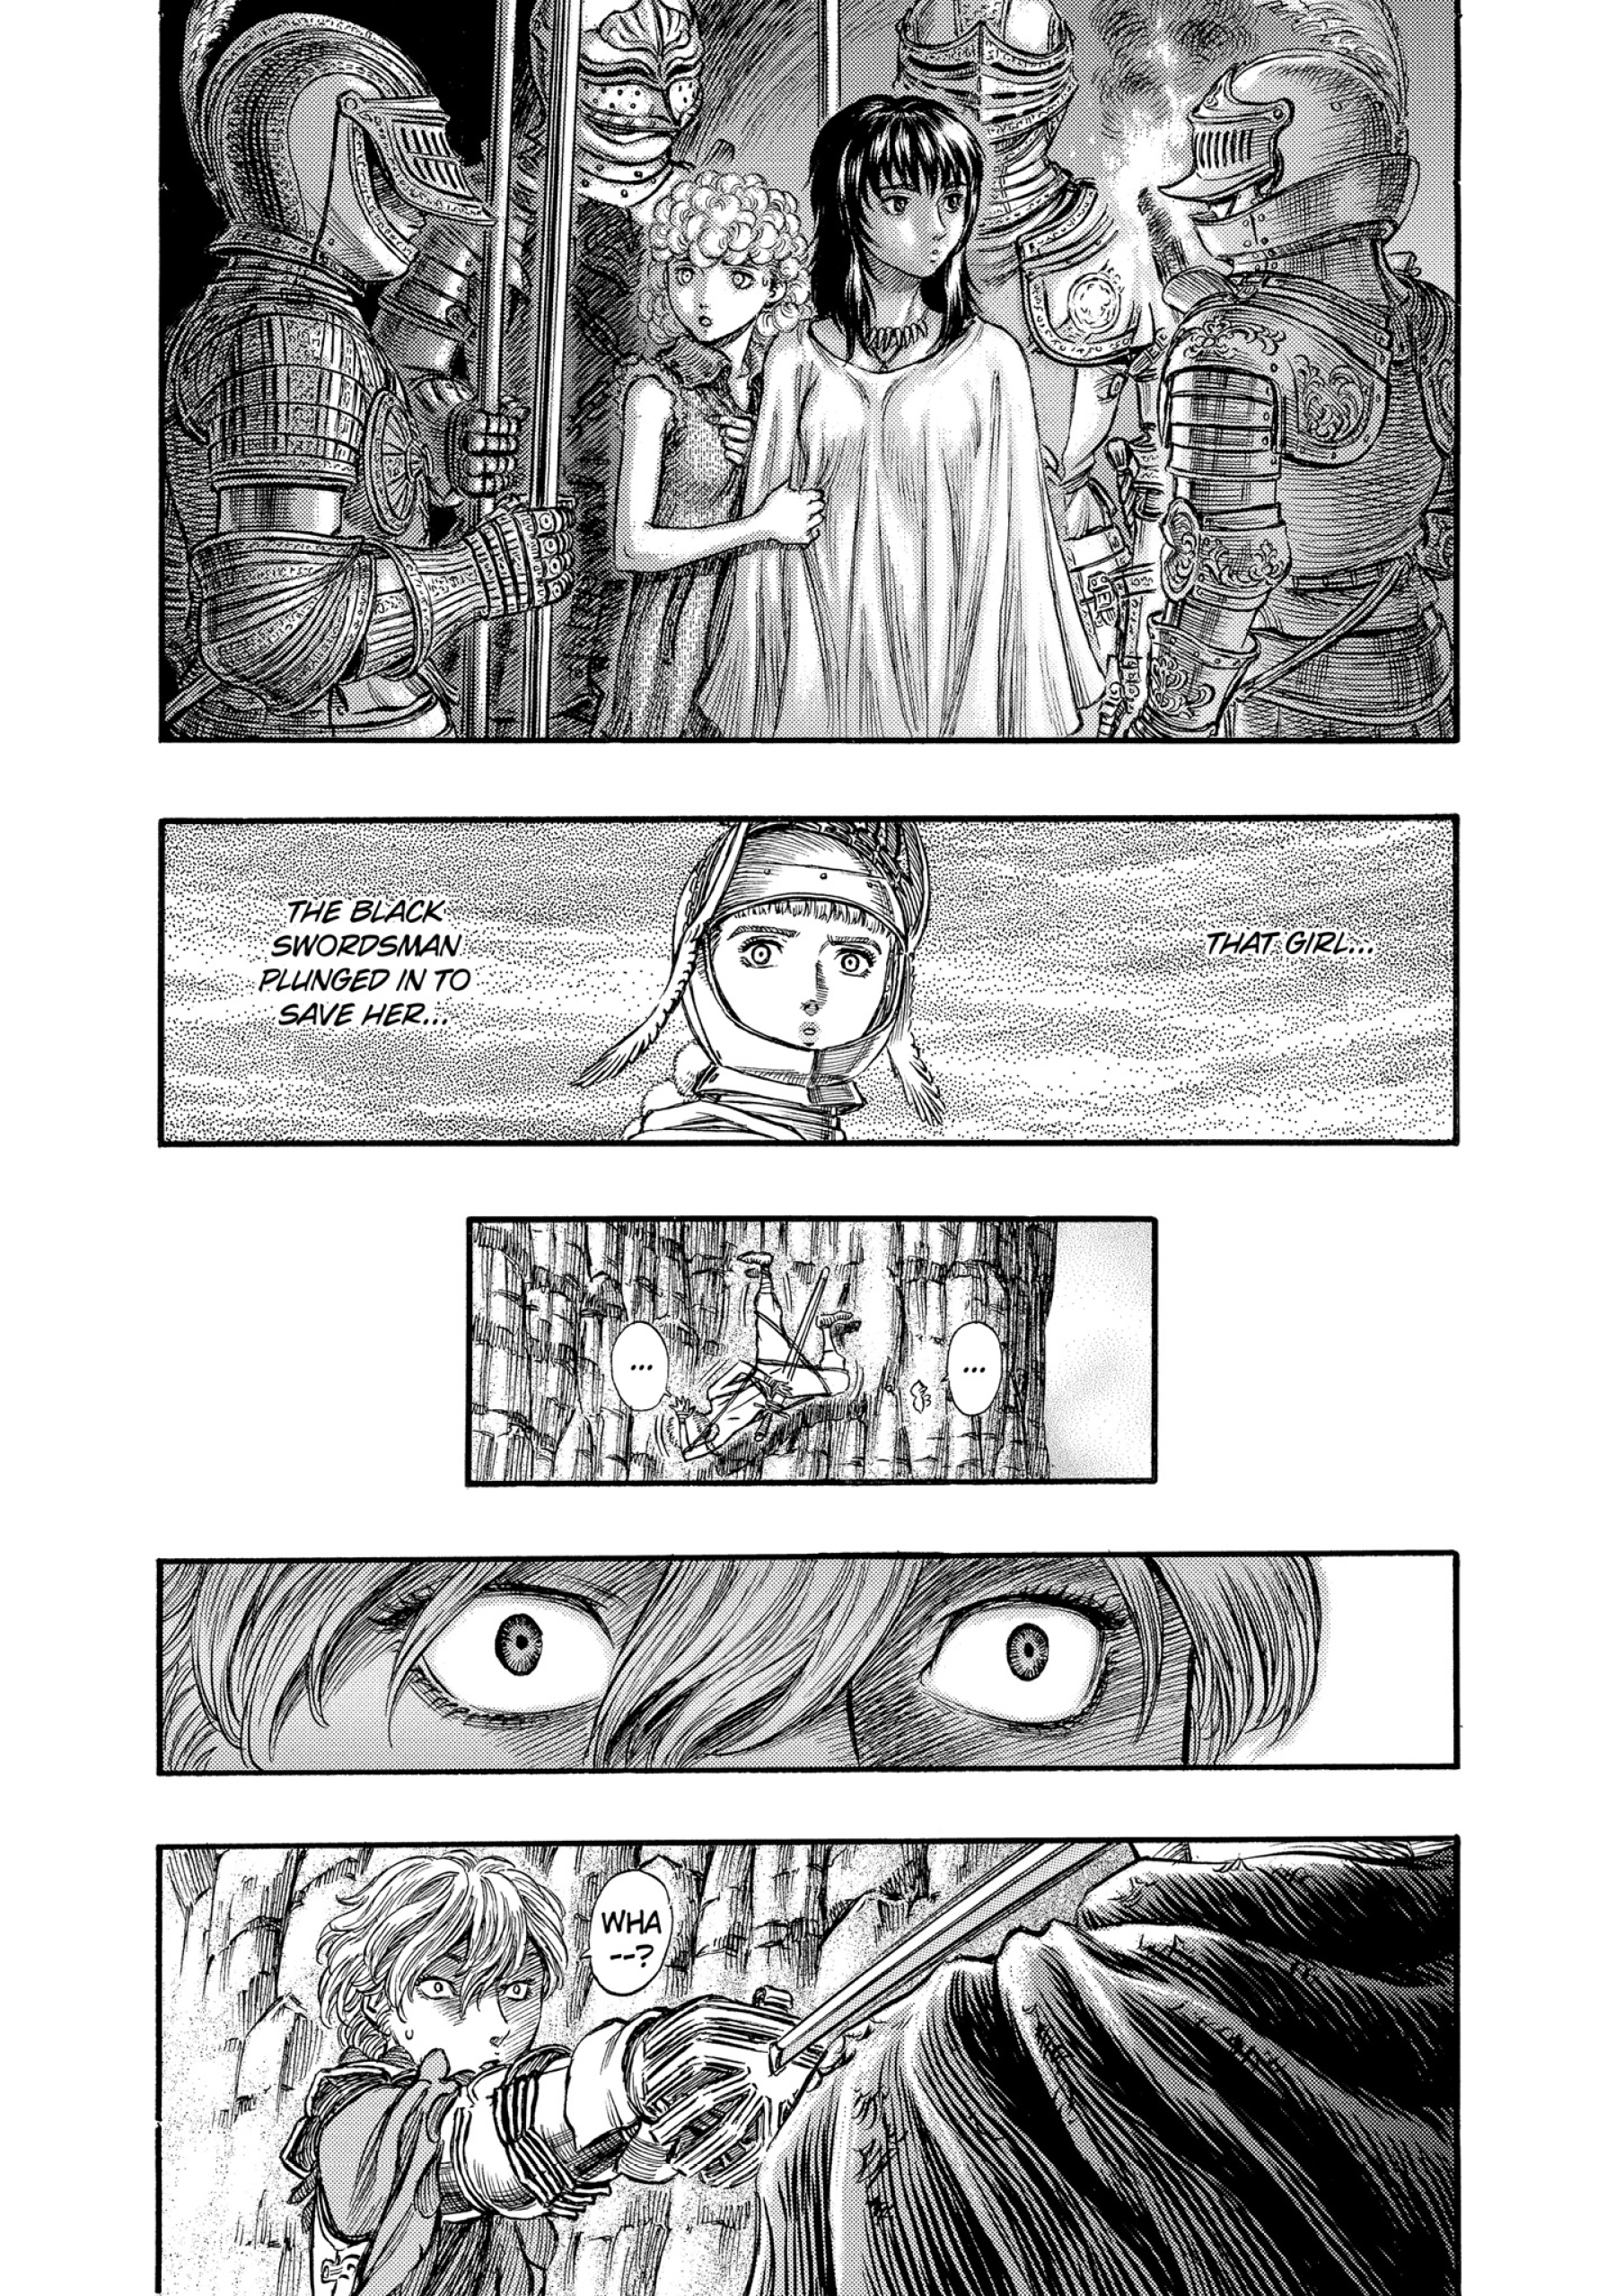 THAT GIRL...
THE BLACK
SWORDSMAN
PLUNGED IN TO
SAVE HER...
...
...
WHA
--?